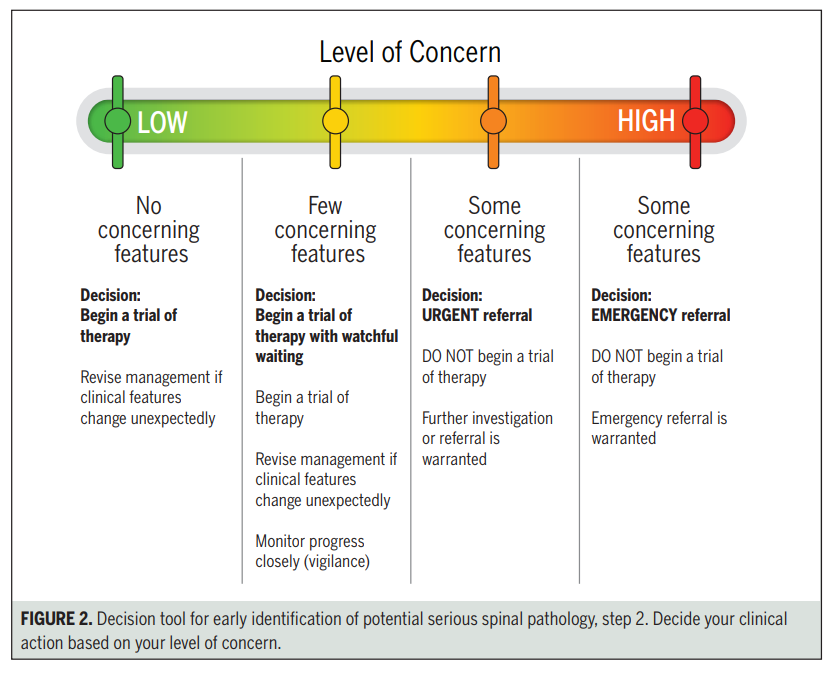 Level of Concern
LOW
HIGH
No
concerning
features
Decision:
Begin a trial of
therapy
Revise management if
clinical features
change unexpectedly
Few
concerning
features
Decision:
Begin a trial of
therapy with watchful
waiting
Begin a trial of
therapy
Revise management if
clinical features
change unexpectedly
Monitor progress
closely (vigilance)
Some
concerning
features
Decision:
URGENT referral
DO NOT begin a trial
of therapy
Further investigation
or referral is
warranted
Some
concerning
features
Decision:
EMERGENCY referral
DO NOT begin a trial
of therapy
Emergency referral is
warranted
FIGURE 2. Decision tool for early identification of potential serious spinal pathology, step 2. Decide your clinical
action based on your level of concern.